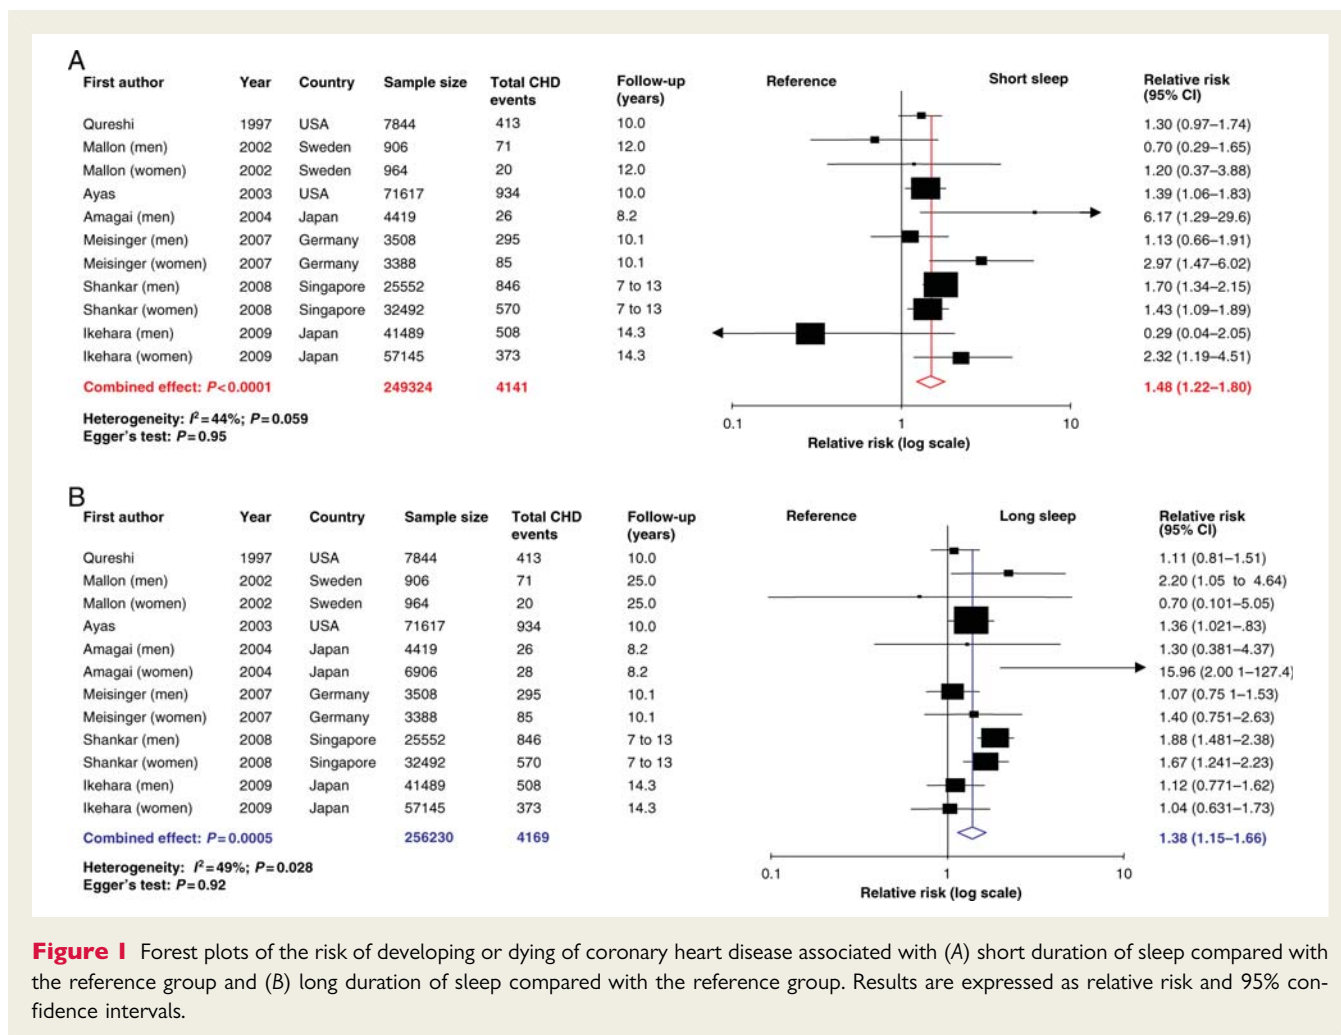 A
First author Year Country Sample size Total CHD events Follow-up (years) Reference Short sleep Relative risk (95% CI)
Qureshi 1997 USA 7844 413 10.0 1.30 (0.97–1.74)
Mallon (men) 2002 Sweden 906 71 12.0 0.70 (0.29–1.65)
Mallon (women) 2002 Sweden 964 20 12.0 1.20 (0.37–3.88)
Ayas 2003 USA 71617 934 10.0 1.39 (1.06–1.83)
Amagai (men) 2004 Japan 4419 26 8.2 6.17 (1.29–29.6)
Meisinger (men) 2007 Germany 3508 295 10.1 1.13 (0.66–1.91)
Meisinger (women) 2007 Germany 3388 85 10.1 2.97 (1.47–6.02)
Shankar (men) 2008 Singapore 25552 846 7 to 13 1.70 (1.34–2.15)
Shankar (women) 2008 Singapore 32492 570 7 to 13 1.43 (1.09–1.89)
Ikehara (men) 2009 Japan 41489 508 14.3 0.29 (0.04–2.05)
Ikehara (women) 2009 Japan 57145 373 14.3 2.32 (1.19–4.51)
Combined effect: P<0.0001 249324 4141 1.48 (1.22–1.80)
Heterogeneity: I²=44%; P=0.059
Egger's test: P=0.95
0.1 1 10
Relative risk (log scale)
B
First author Year Country Sample size Total CHD events Follow-up (years) Reference Long sleep Relative risk (95% CI)
Qureshi 1997 USA 7844 413 10.0 1.11 (0.81–1.51)
Mallon (men) 2002 Sweden 906 71 25.0 2.20 (1.05 to 4.64)
Mallon (women) 2002 Sweden 964 20 25.0 0.70 (0.101–5.05)
Ayas 2003 USA 71617 934 10.0 1.36 (1.021–.83)
Amagai (men) 2004 Japan 4419 26 8.2 1.30 (0.381–4.37)
Amagai (women) 2004 Japan 6906 28 8.2 15.96 (2.00 1–127.4)
Meisinger (men) 2007 Germany 3508 295 10.1 1.07 (0.75 1–1.53)
Meisinger (women) 2007 Germany 3388 85 10.1 1.40 (0.751–2.63)
Shankar (men) 2008 Singapore 25552 846 7 to 13 1.88 (1.481–2.38)
Shankar (women) 2008 Singapore 32492 570 7 to 13 1.67 (1.241–2.23)
Ikehara (men) 2009 Japan 41489 508 14.3 1.12 (0.771–1.62)
Ikehara (women) 2009 Japan 57145 373 14.3 1.04 (0.631–1.73)
Combined effect: P=0.0005 256230 4169 1.38 (1.15–1.66)
Heterogeneity: I²=49%; P=0.028
Egger's test: P=0.92
0.1 1 10
Relative risk (log scale)
Figure 1 Forest plots of the risk of developing or dying of coronary heart disease associated with (A) short duration of sleep compared with
the reference group and (B) long duration of sleep compared with the reference group. Results are expressed as relative risk and 95% con-
fidence intervals.